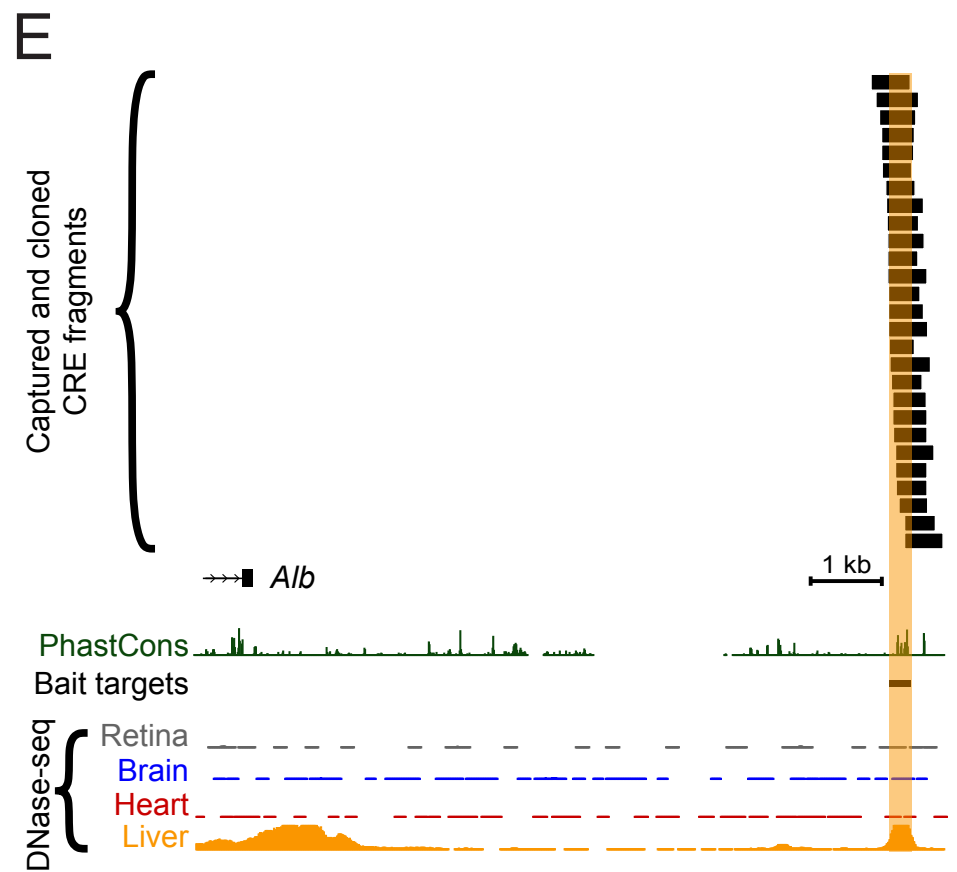 E
Captured and cloned
CRE fragments
Alb
1 kb
PhastCons
Bait targets
DNase-seq
Retina
Brain
Heart
Liver